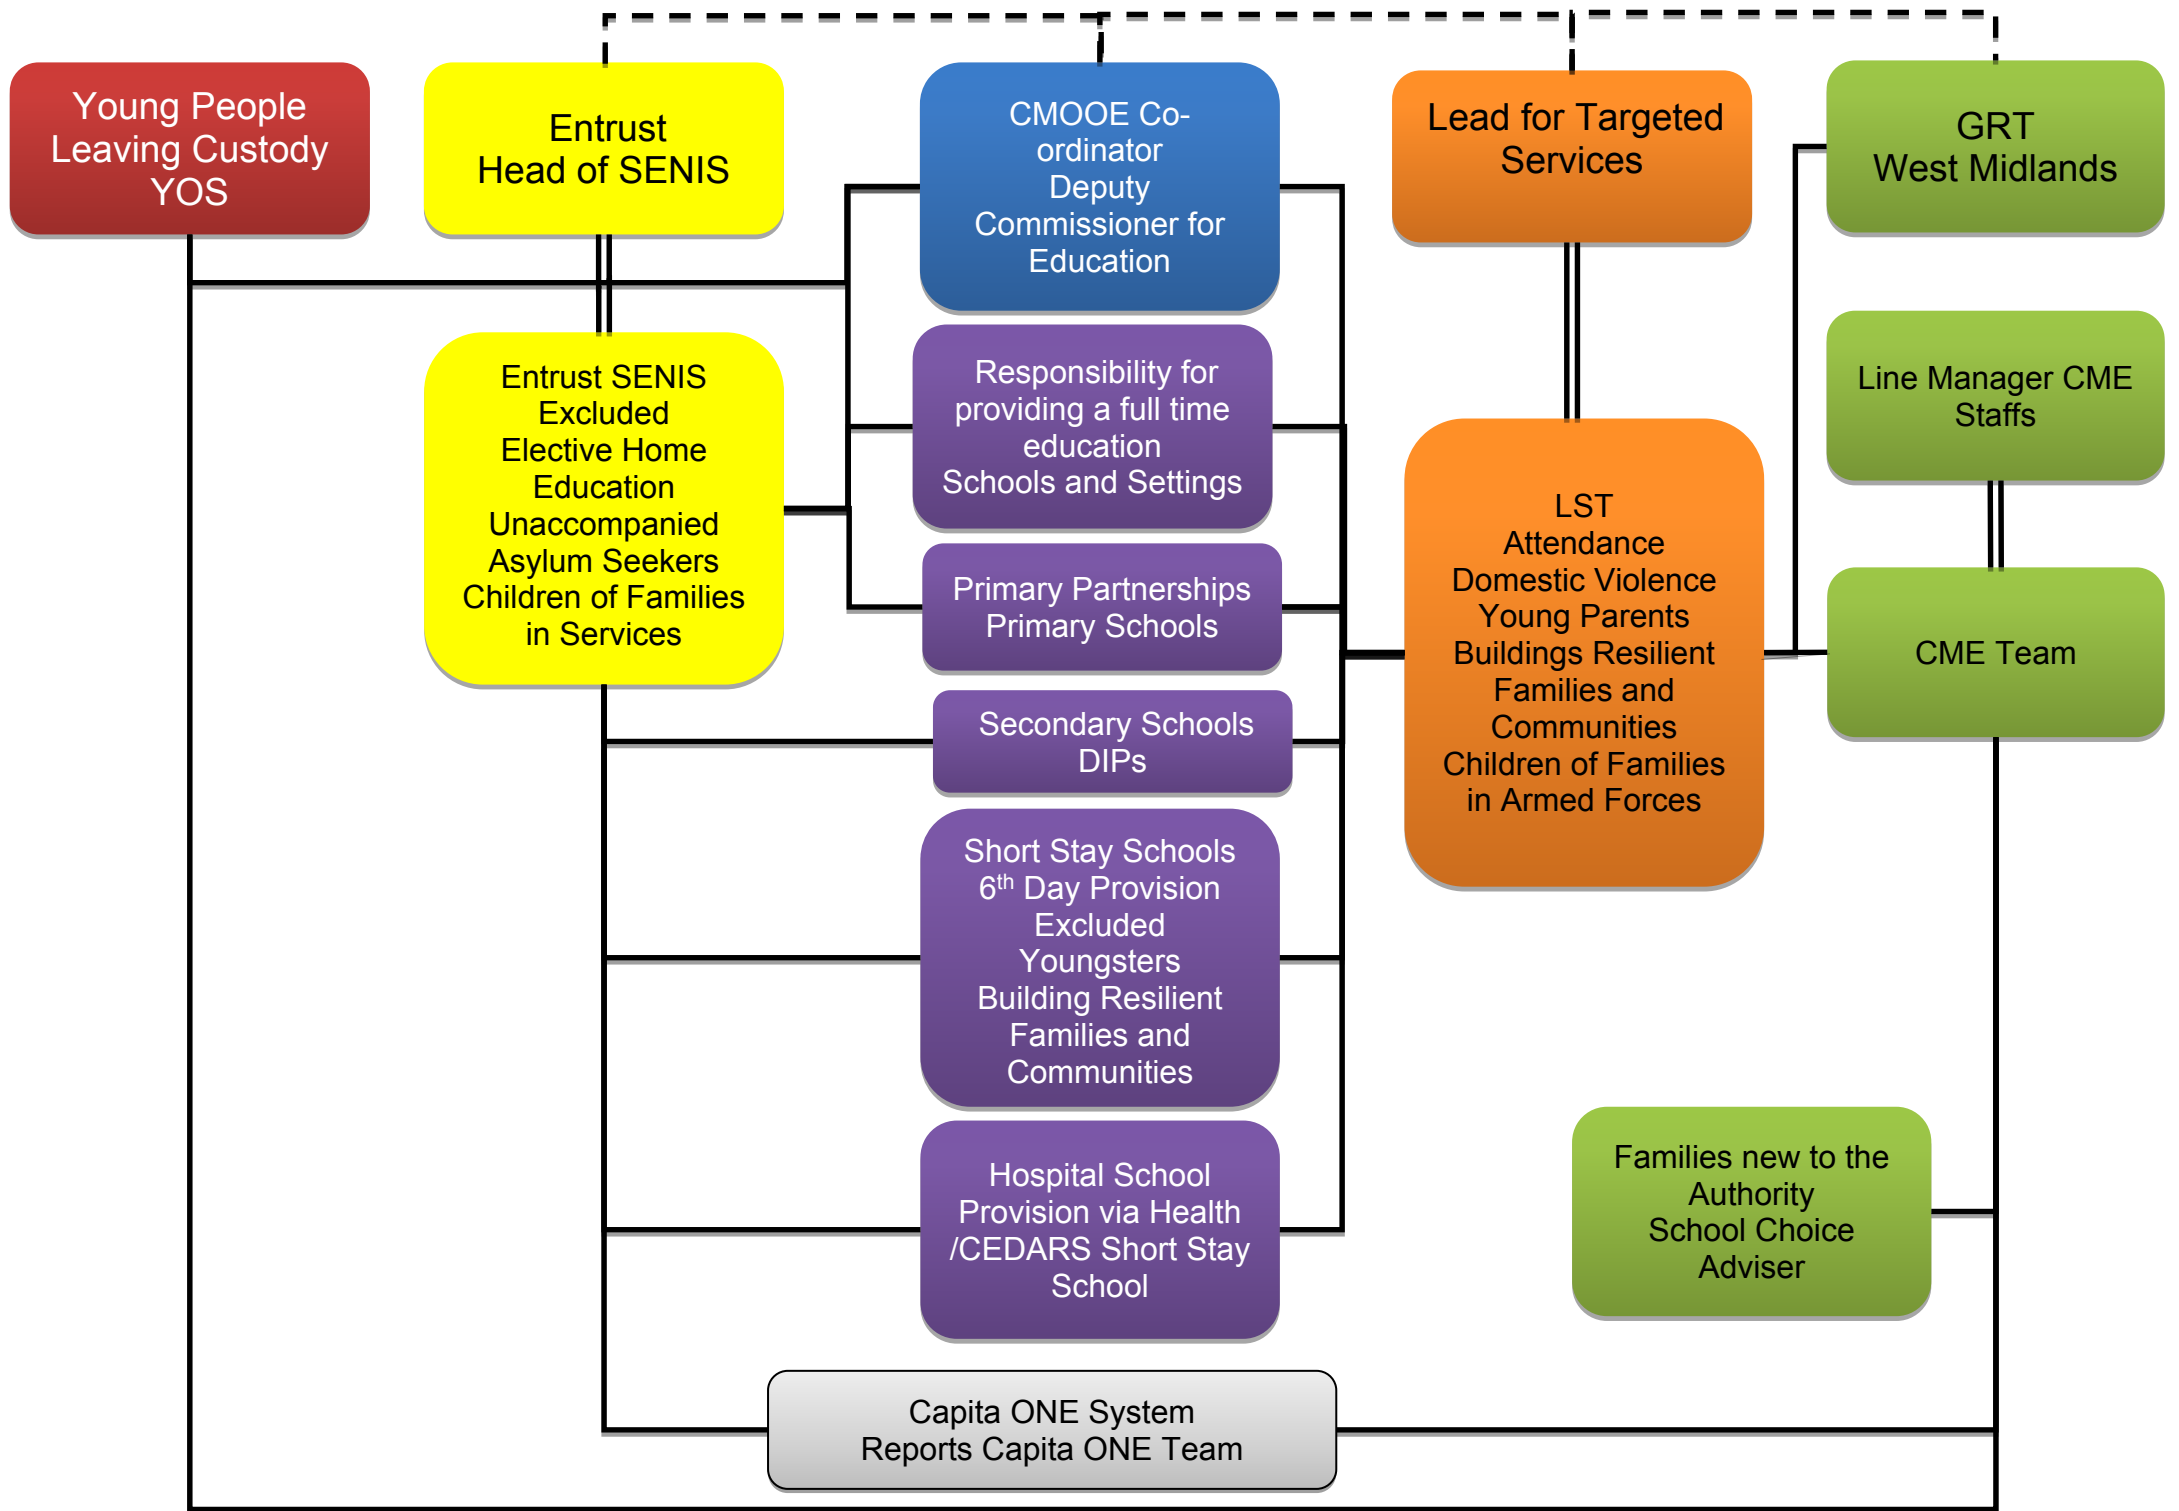 Young People
Leaving Custody
YOS
Entrust
Head of SENIS
CMOOE Co-
ordinator
Deputy
Commissioner for
Education
Lead for Targeted
Services
GRT
West Midlands
Entrust SENIS
Excluded
Elective Home
Education
Unaccompanied
Asylum Seekers
Children of Families
in Services
Responsibility for
providing a full time
education
Schools and Settings
Primary Partnerships
Primary Schools
Secondary Schools
DIPs
Short Stay Schools
6th Day Provision
Excluded
Youngsters
Building Resilient
Families and
Communities
Hospital School
Provision via Health
/CEDARS Short Stay
School
LST
Attendance
Domestic Violence
Young Parents
Buildings Resilient
Families and
Communities
Children of Families
in Armed Forces
Line Manager CME
Staffs
CME Team
Families new to the
Authority
School Choice
Adviser
Capita ONE System
Reports Capita ONE Team